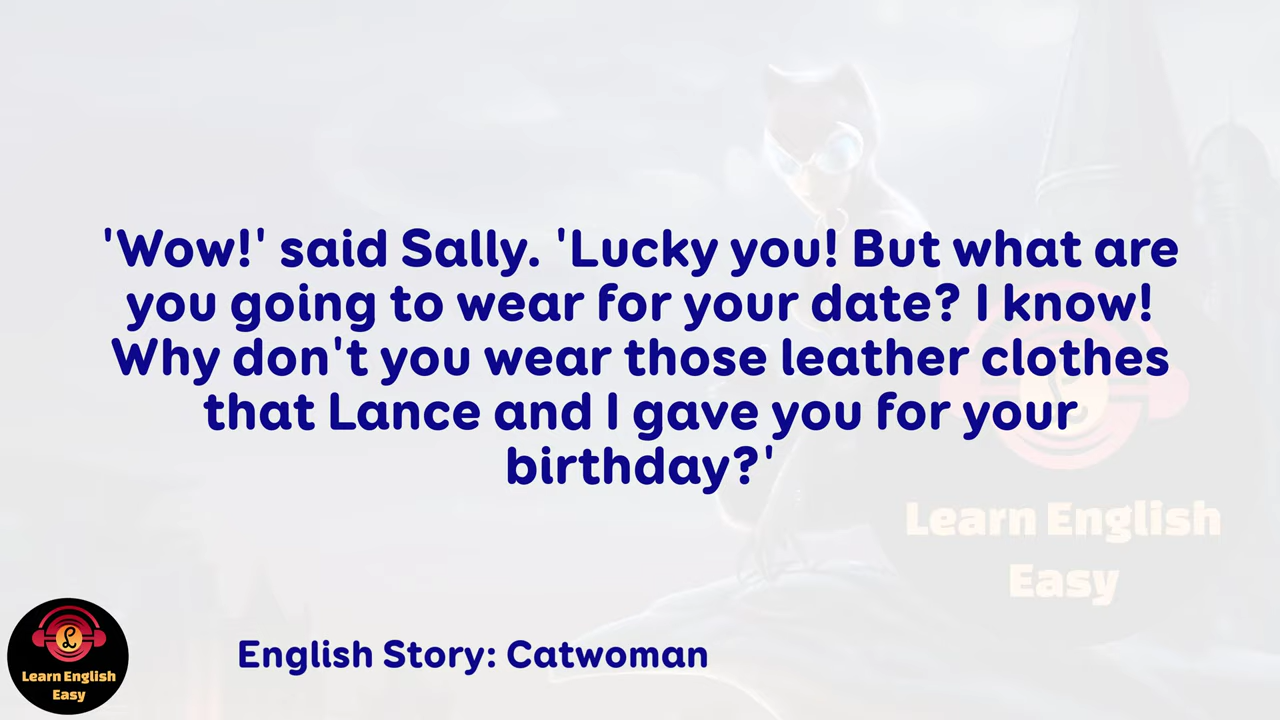 'Wow!' said Sally. 'Lucky you! But what are
you going to wear for your date? I know!
Why don't you wear those leather clothes
that Lance and I gave you for your
birthday?'
Learn English
Easy
English Story: Catwoman
L
Learn English
Easy